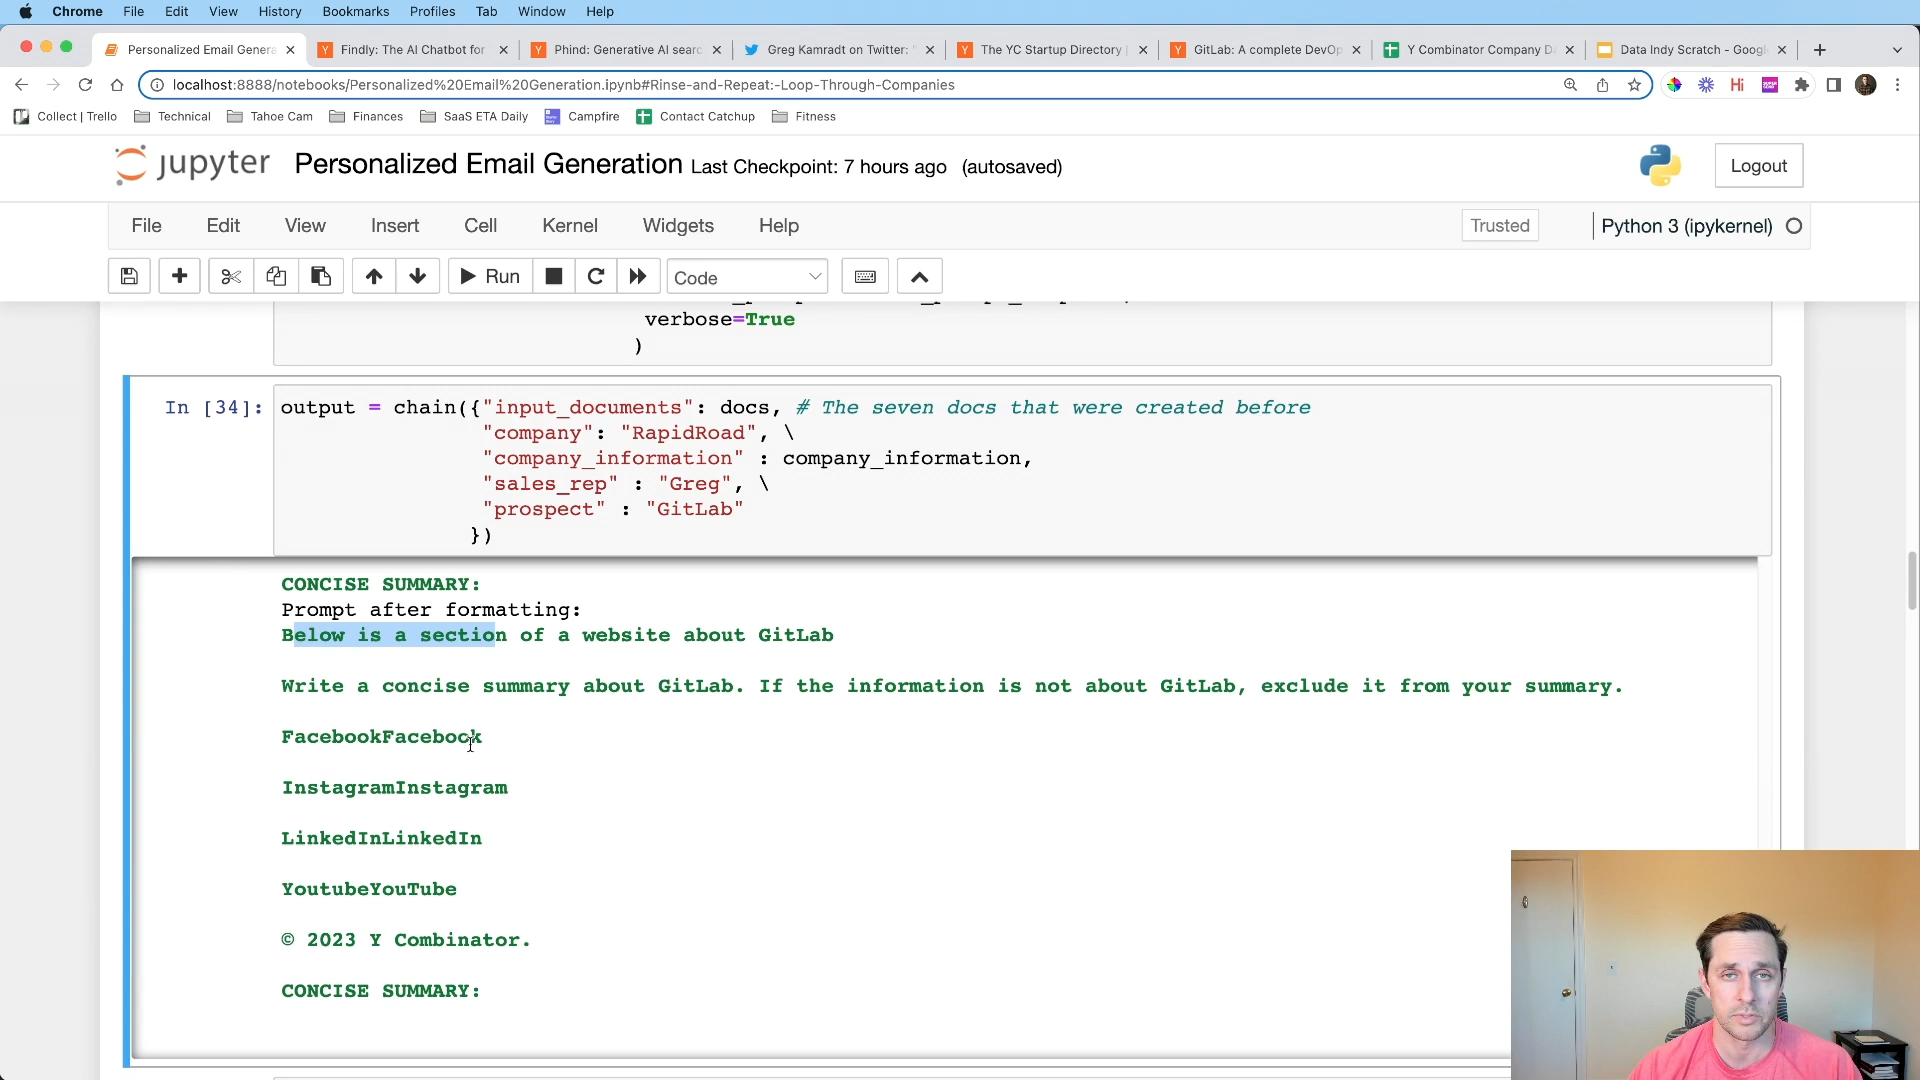 Chrome File Edit View History Bookmarks Profiles Tab Window Help
Personalized Email Genera
Findly: The AI Chatbot for
Phind: Generative AI searc
Greg Kamradt on Twitter: "
The YC Startup Directory |
GitLab: A complete DevOp
Y Combinator Company D
Data Indy Scratch - Googl
localhost:8888/notebooks/Personalized%20Email%20Generation.ipynb#Rinse-and-Repeat:-Loop-Through-Companies
Collect | Trello Technical Tahoe Cam Finances SaaS ETA Daily Campfire Contact Catchup Fitness
jupyter Personalized Email Generation Last Checkpoint: 7 hours ago (autosaved)
Logout
File Edit View Insert Cell Kernel Widgets Help
Trusted
Python 3 (ipykernel)
Run
Code
verbose=True
)
In [34]: output = chain({"input_documents": docs, # The seven docs that were created before
"company": "RapidRoad", \
"company_information" : company_information,
"sales_rep" : "Greg", \
"prospect" : "GitLab"
})
CONCISE SUMMARY:
Prompt after formatting:
Below is a section of a website about GitLab
Write a concise summary about GitLab. If the information is not about GitLab, exclude it from your summary.
FacebookFacebook
InstagramInstagram
LinkedInLinkedIn
YoutubeYouTube
© 2023 Y Combinator.
CONCISE SUMMARY: